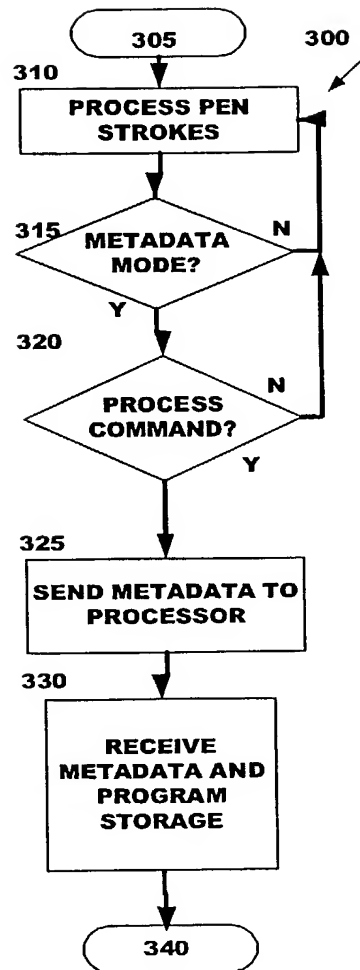 305
300
310
PROCESS PEN
STROKES
315
METADATA
MODE?
N
Y
320
PROCESS
COMMAND?
N
Y
325
SEND METADATA TO
PROCESSOR
330
RECEIVE
METADATA AND
PROGRAM
STORAGE
340